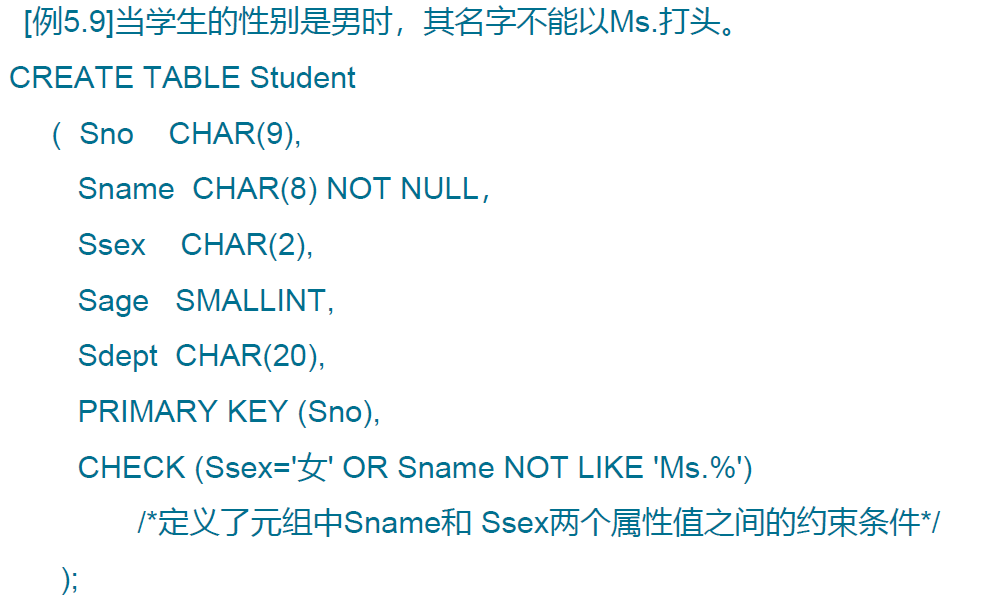 [例5.9]当学生的性别是男时，其名字不能以Ms.打头。
CREATE TABLE Student
( Sno CHAR(9),
Sname CHAR(8) NOT NULL，
Ssex CHAR(2),
Sage SMALLINT,
Sdept CHAR(20),
PRIMARY KEY (Sno),
CHECK (Ssex='女' OR Sname NOT LIKE 'Ms.%')
/*定义了元组中Sname和 Ssex两个属性值之间的约束条件*/
);